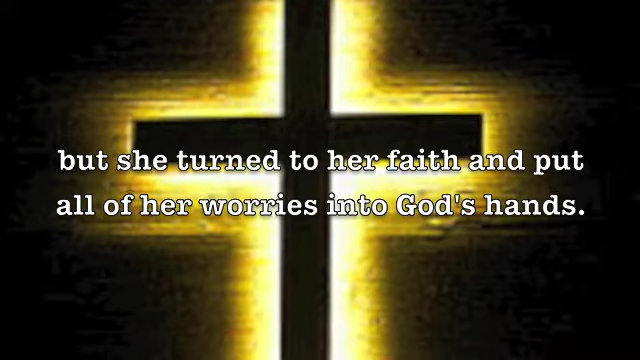 but she turned to her faith and put
all of her worries into God's hands.